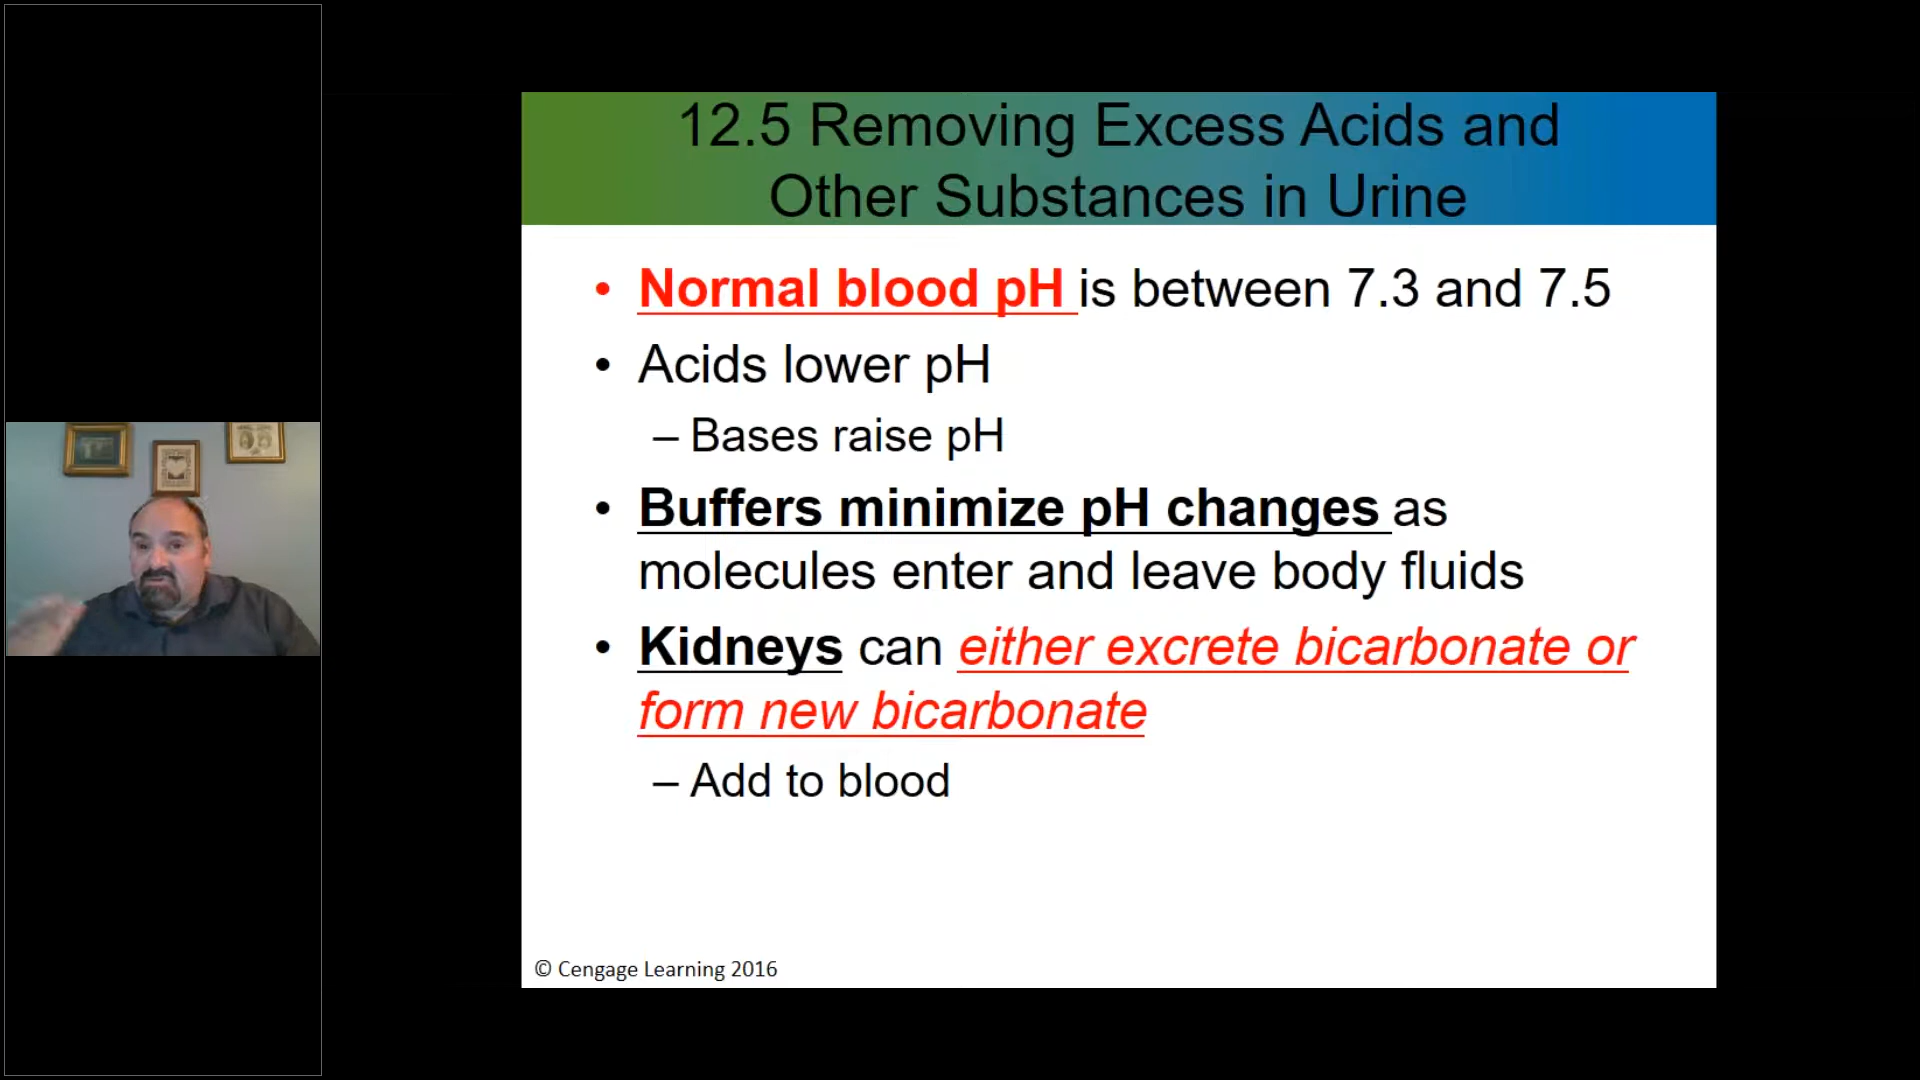 12.5 Removing Excess Acids and
Other Substances in Urine
• Normal blood pH is between 7.3 and 7.5
• Acids lower pH
– Bases raise pH
• Buffers minimize pH changes as
molecules enter and leave body fluids
• Kidneys can either excrete bicarbonate or
form new bicarbonate
– Add to blood
© Cengage Learning 2016